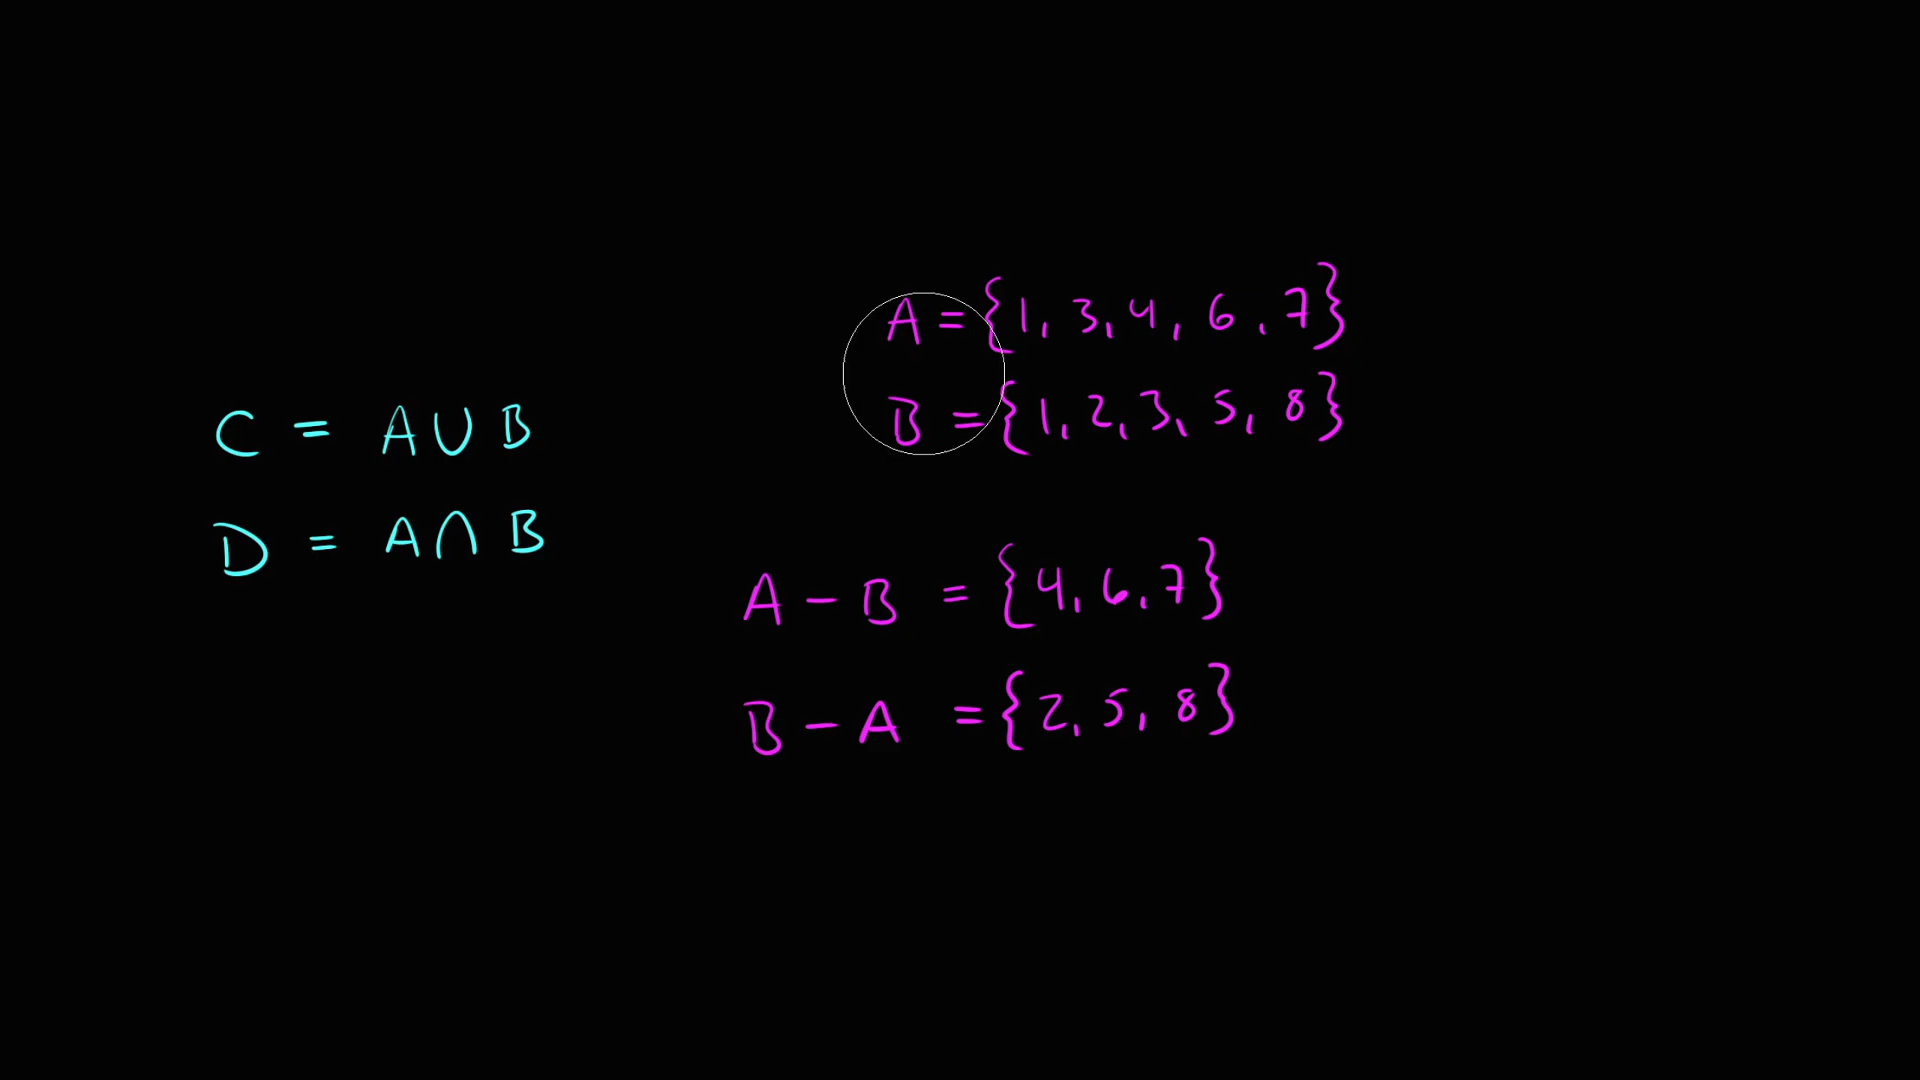 C = A ∪ B
D = A ∩ B
A = {1, 3, 4, 6, 7}
B = {1, 2, 3, 5, 8}
A - B = {4, 6, 7}
B - A = {2, 5, 8}